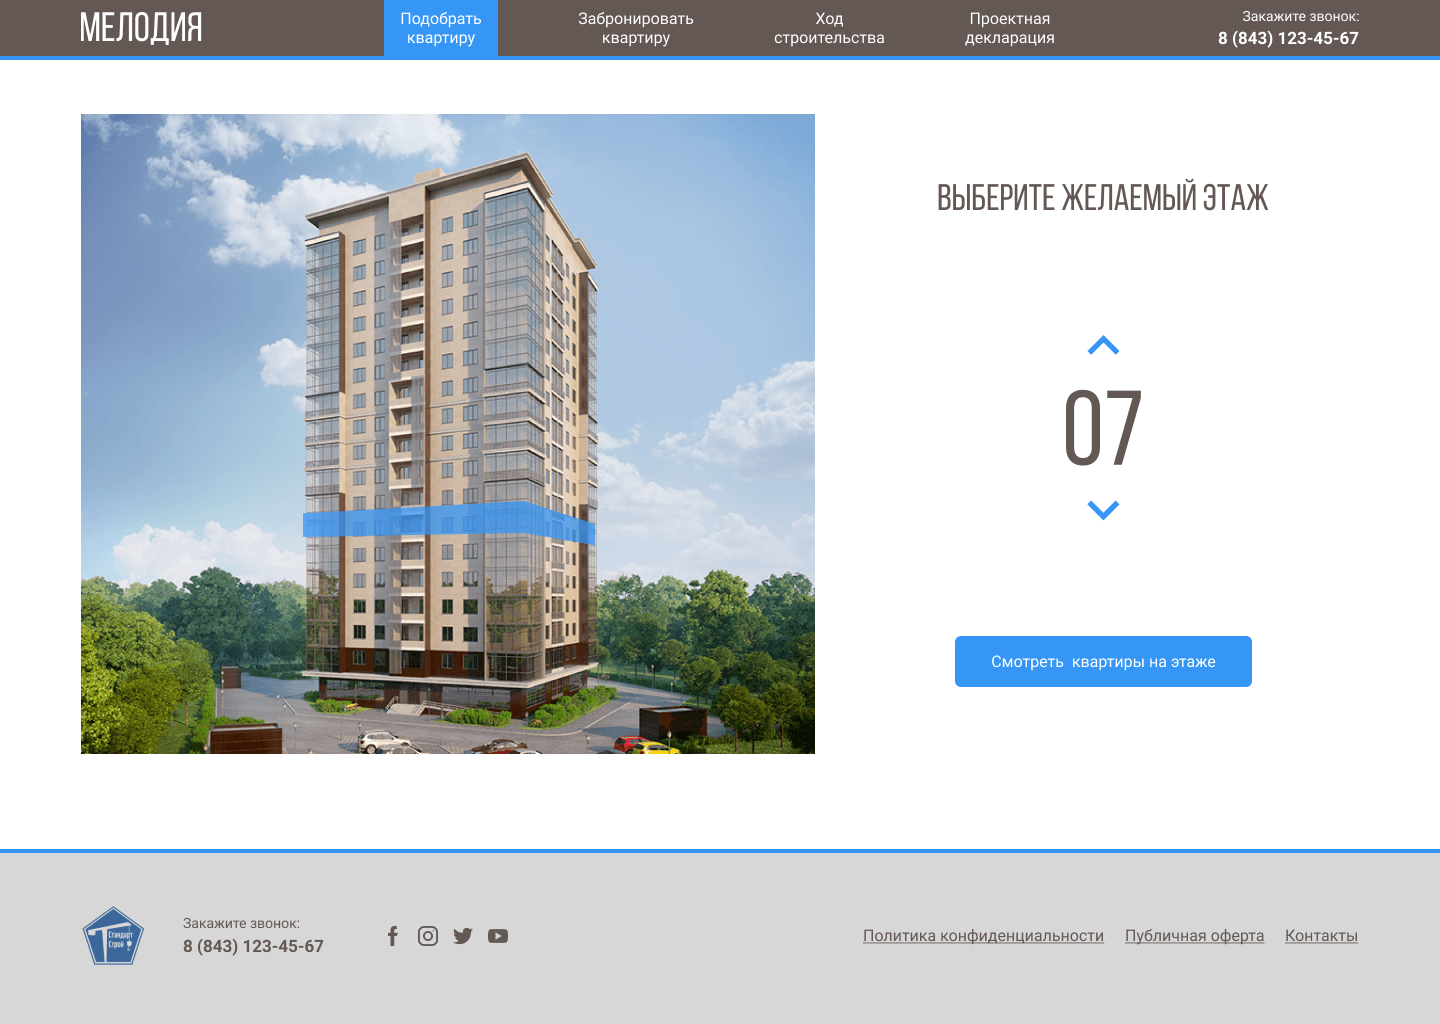 МЕЛОДИЯ
Подобрать
квартиру
Забронировать
квартиру
Ход
строительства
Проектная
декларация
Закажите звонок:
8 (843) 123-45-67
ВЫБЕРИТЕ ЖЕЛАЕМЫЙ ЭТАЖ
07
Смотреть квартиры на этаже
Стандарт
Строй
Закажите звонок:
8 (843) 123-45-67
Политика конфиденциальности
Публичная оферта
Контакты